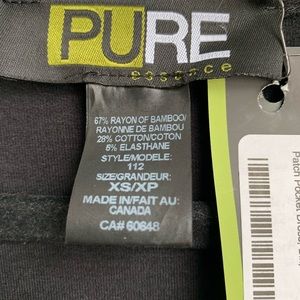 PURE
essence
67% RAYON OF BAMBOO/
RAYONNE DE BAMBOU
28% COTTON/COTON
5% ELASTHANE
STYLE/MODELE:
112
SIZE/GRANDEUR:
XS/XP
MADE IN/FAIT AU:
CANADA
CA# 60648
Patch Pocket